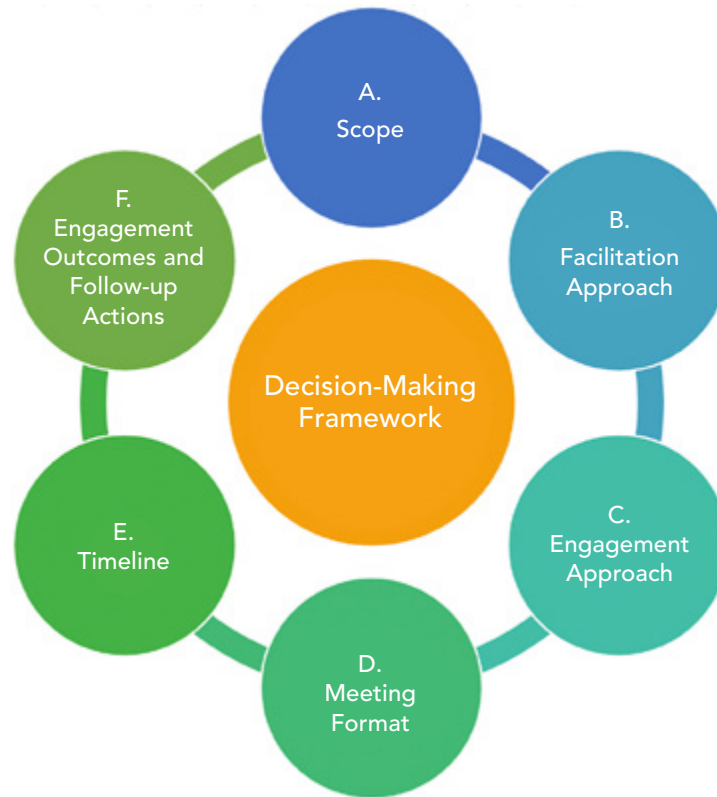 A.
Scope
B.
Facilitation
Approach
C.
Engagement
Approach
D.
Meeting
Format
E.
Timeline
F.
Engagement
Outcomes and
Follow-up
Actions
Decision-Making
Framework